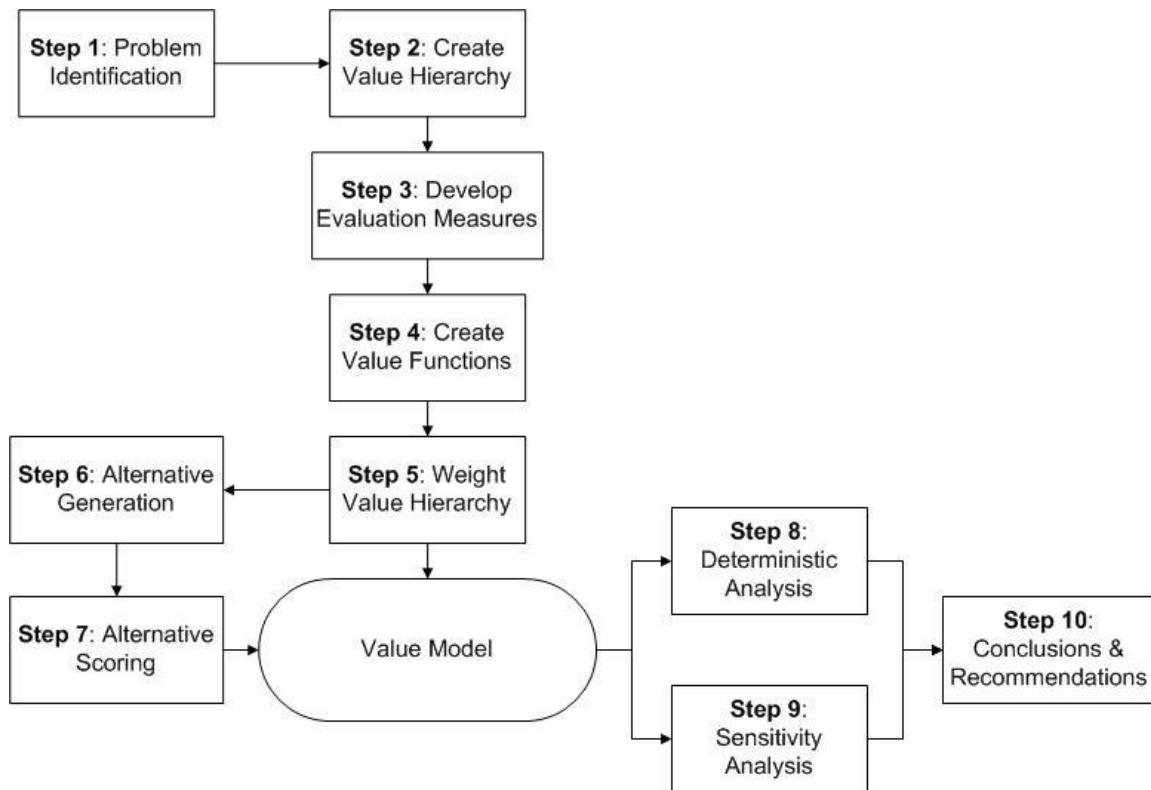 Step 1: Problem
Identification
Step 2: Create
Value Hierarchy
Step 3: Develop
Evaluation Measures
Step 4: Create
Value Functions
Step 5: Weight
Value Hierarchy
Step 6: Alternative
Generation
Step 7: Alternative
Scoring
Value Model
Step 8:
Deterministic
Analysis
Step 9:
Sensitivity
Analysis
Step 10:
Conclusions &
Recommendations